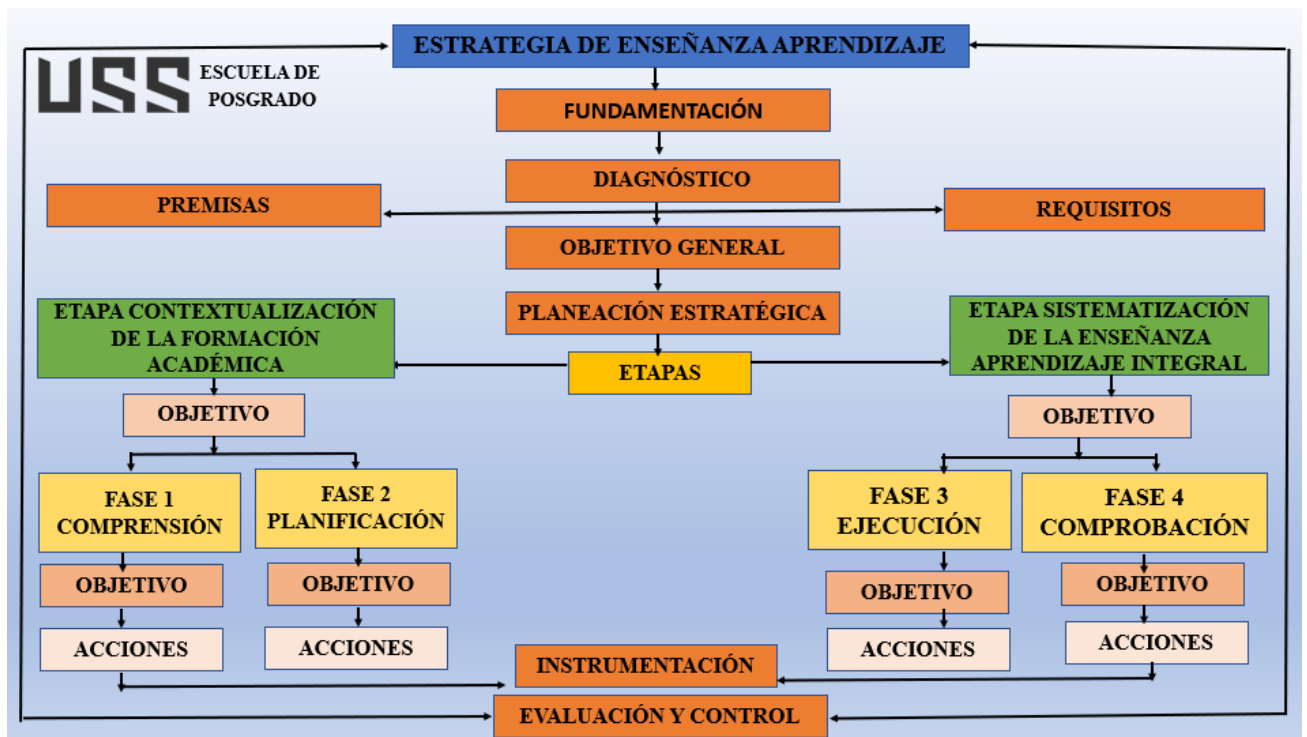 ESTRATEGIA DE ENSEÑANZA APRENDIZAJE
USS
ESCUELA DE
POSGRADO
FUNDAMENTACIÓN
DIAGNÓSTICO
PREMISAS
REQUISITOS
OBJETIVO GENERAL
PLANEACIÓN ESTRATÉGICA
ETAPAS
ETAPA CONTEXTUALIZACIÓN
DE LA FORMACIÓN
ACADÉMICA
OBJETIVO
FASE 1
COMPRENSIÓN
OBJETIVO
ACCIONES
FASE 2
PLANIFICACIÓN
OBJETIVO
ACCIONES
ETAPA SISTEMATIZACIÓN
DE LA ENSEÑANZA
APRENDIZAJE INTEGRAL
OBJETIVO
FASE 3
EJECUCIÓN
OBJETIVO
ACCIONES
FASE 4
COMPROBACIÓN
OBJETIVO
ACCIONES
INSTRUMENTACIÓN
EVALUACIÓN Y CONTROL